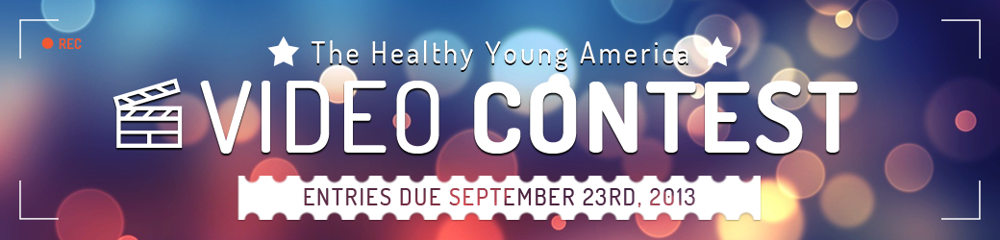 REC
The Healthy Young America
VIDEO CONTEST
ENTRIES DUE SEPTEMBER 23RD, 2013